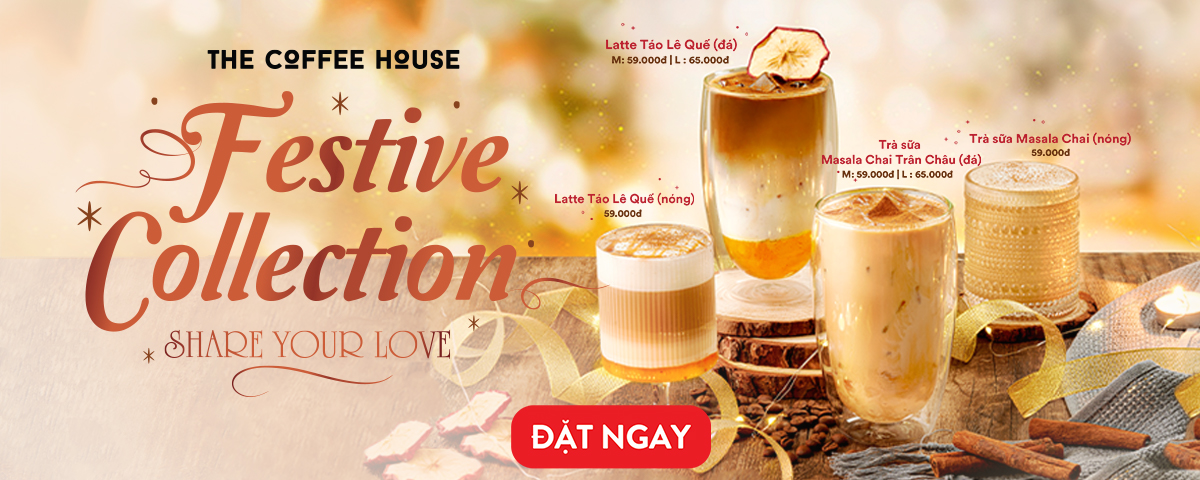 THE COFFEE HOUSE
Festive
Collection
SHARE YOUR LOVE
Latte Táo Lê Quế (đá)
M: 59.000đ | L : 65.000đ
Latte Táo Lê Quế (nóng)
59.000đ
Trà sữa
Masala Chai Trân Châu (đá)
M: 59.000đ | L : 65.000đ
Trà sữa Masala Chai (nóng)
59.000đ
ĐẶT NGAY